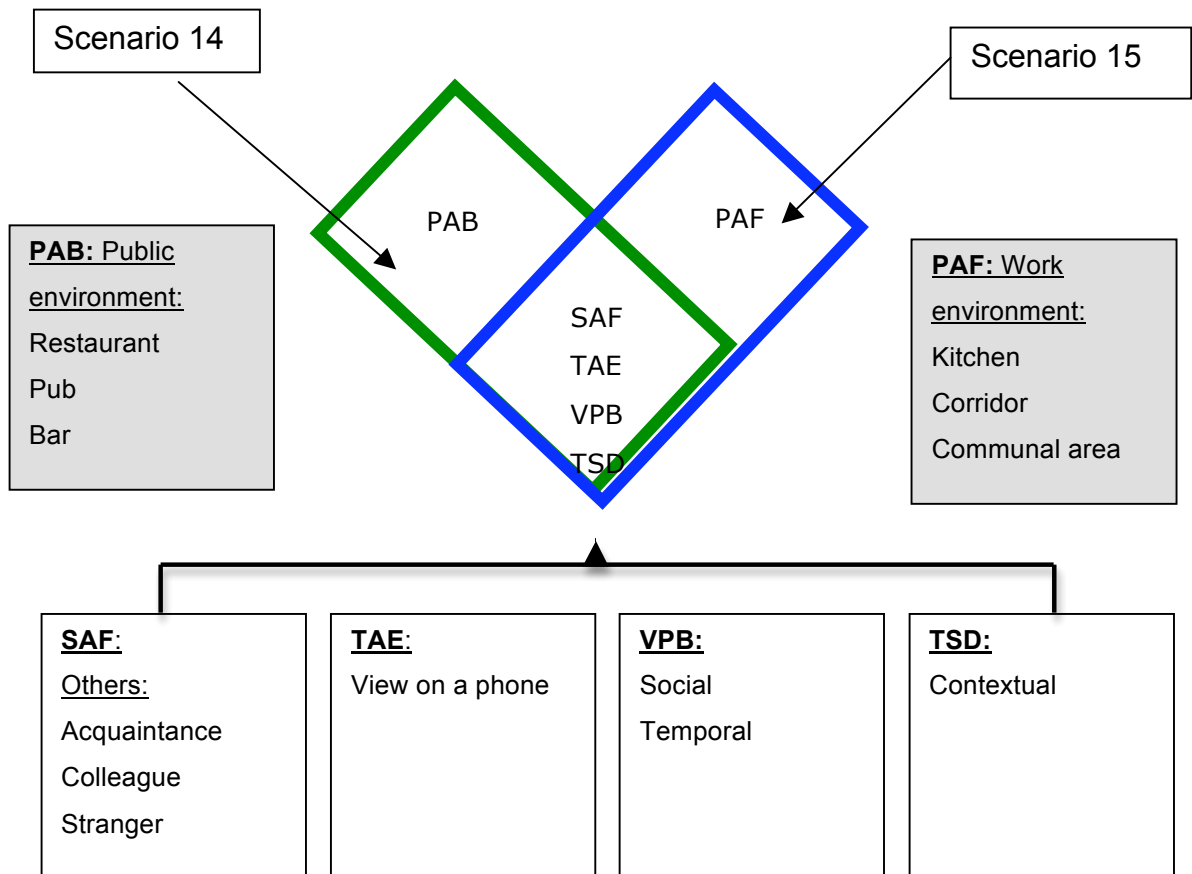 Scenario 14
Scenario 15
PAB
PAF
PAB: Public
environment:
Restaurant
Pub
Bar
SAF
TAE
VPB
TSD
PAF: Work
environment:
Kitchen
Corridor
Communal area
SAF:
Others:
Acquaintance
Colleague
Stranger
TAE:
View on a phone
VPB:
Social
Temporal
TSD:
Contextual